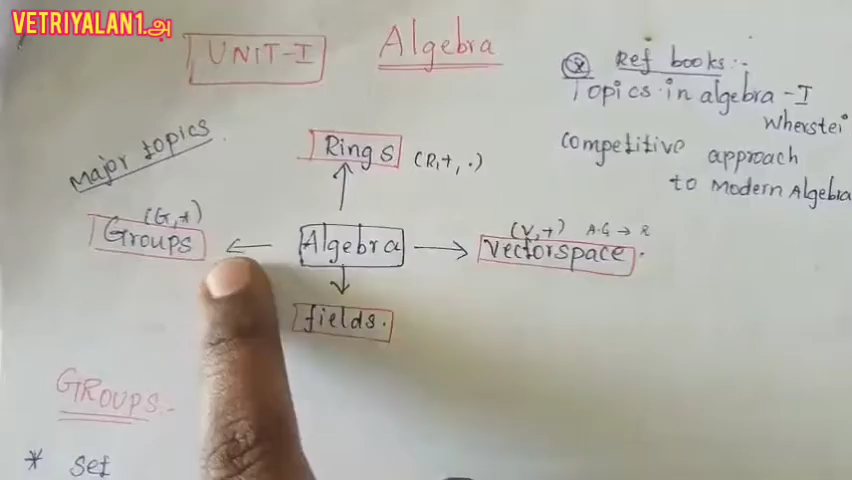 VETRIYALAN1.அ
UNIT-I Algebra
Ref books:-
Topics in algebra-I
Wherstei
competitive approach
to Modern Algebra
Major topics
Rings (R,+,.)
(G,*)
Groups
Algebra
(V,+) A.G → R
Vectorspace.
fields.
GROUPS:-
* set